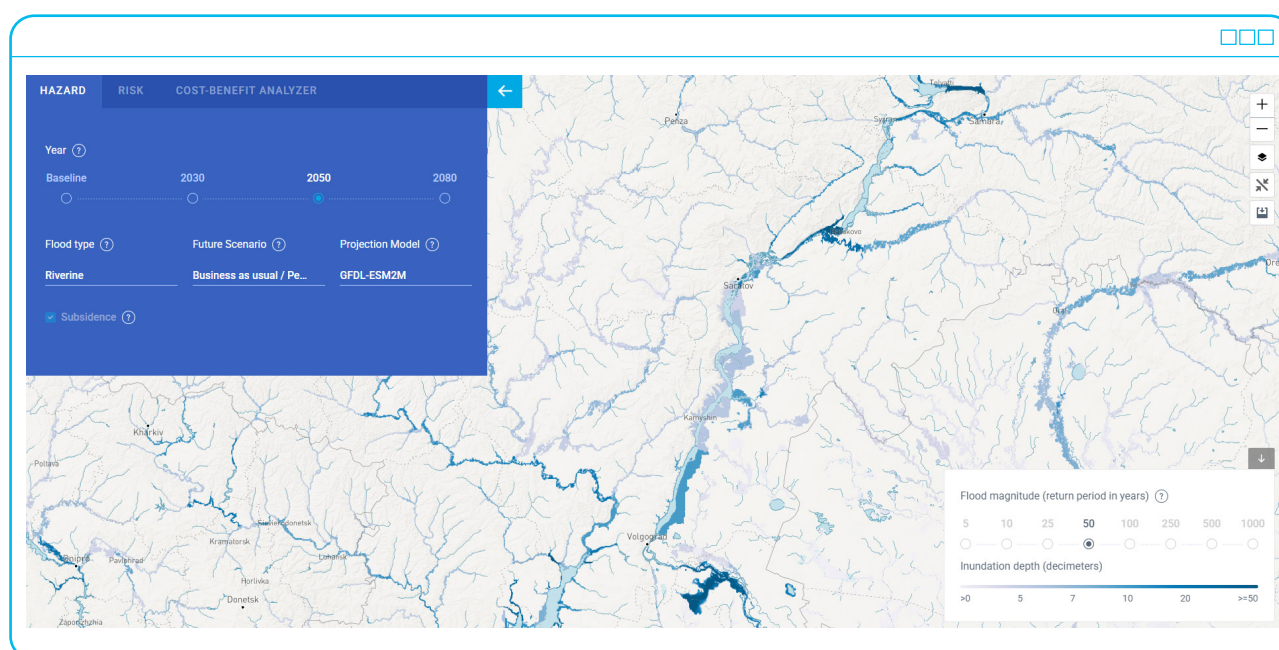 HAZARD RISK COST-BENEFIT ANALYZER
Year ?
Baseline 2030 2050 2080
Flood type ? Future Scenario ? Projection Model ?
Riverine Business as usual / Pe... GFDL-ESM2M
Subsidence ?
Penza
Samara
Saratov
Kamyshin
Volgograd
Kharkiv
Poltava
Kramatorsk
Dnipro Pavlohrad
Luhansk
Horlivka
Donetsk
Flood magnitude (return period in years) ?
5 10 25 50 100 250 500 1000
Inundation depth (decimeters)
>0 5 7 10 20 >=50